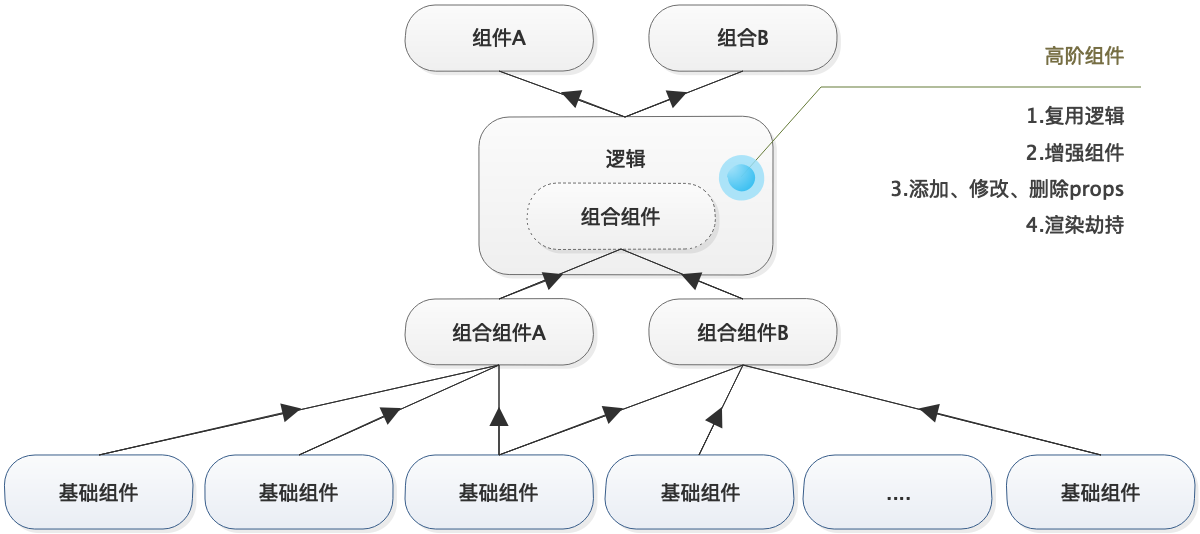 组件A
组合B
高阶组件
1.复用逻辑
2.增强组件
3.添加、修改、删除props
4.渲染劫持
逻辑
组合组件
组合组件A
组合组件B
基础组件
基础组件
基础组件
基础组件
....
基础组件